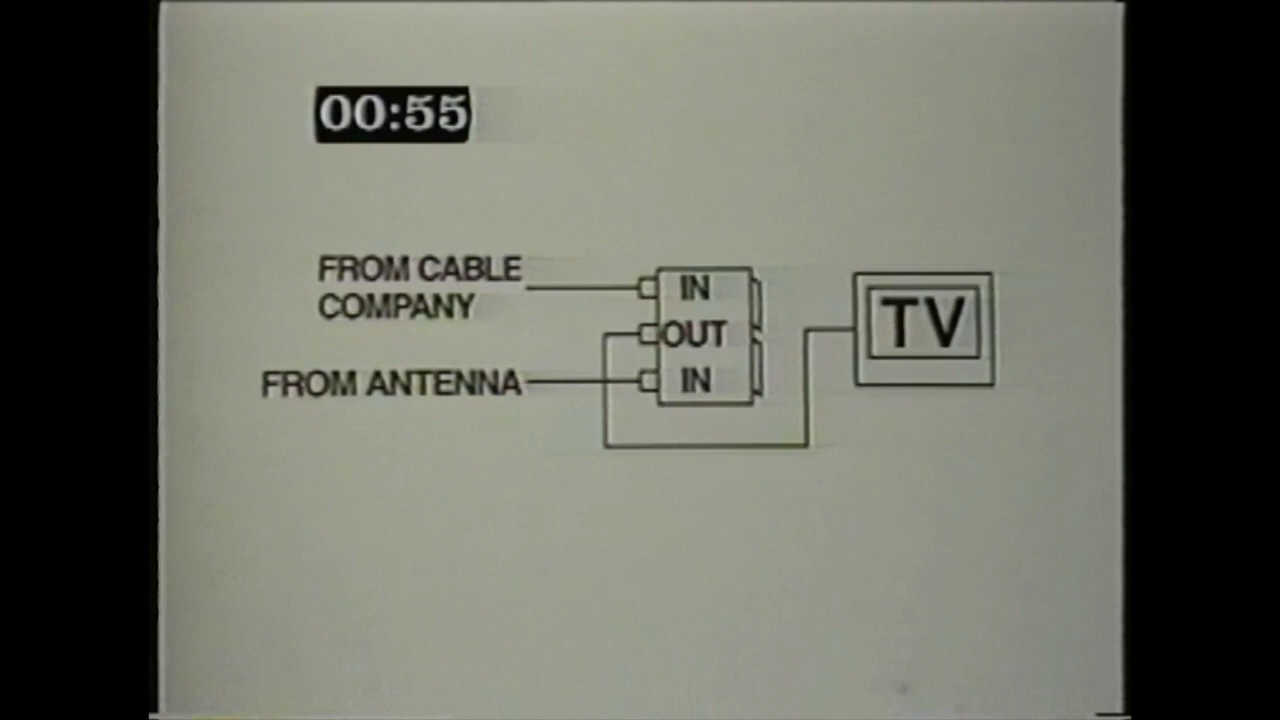 00:55
FROM CABLE
COMPANY
FROM ANTENNA
IN
OUT
IN
TV